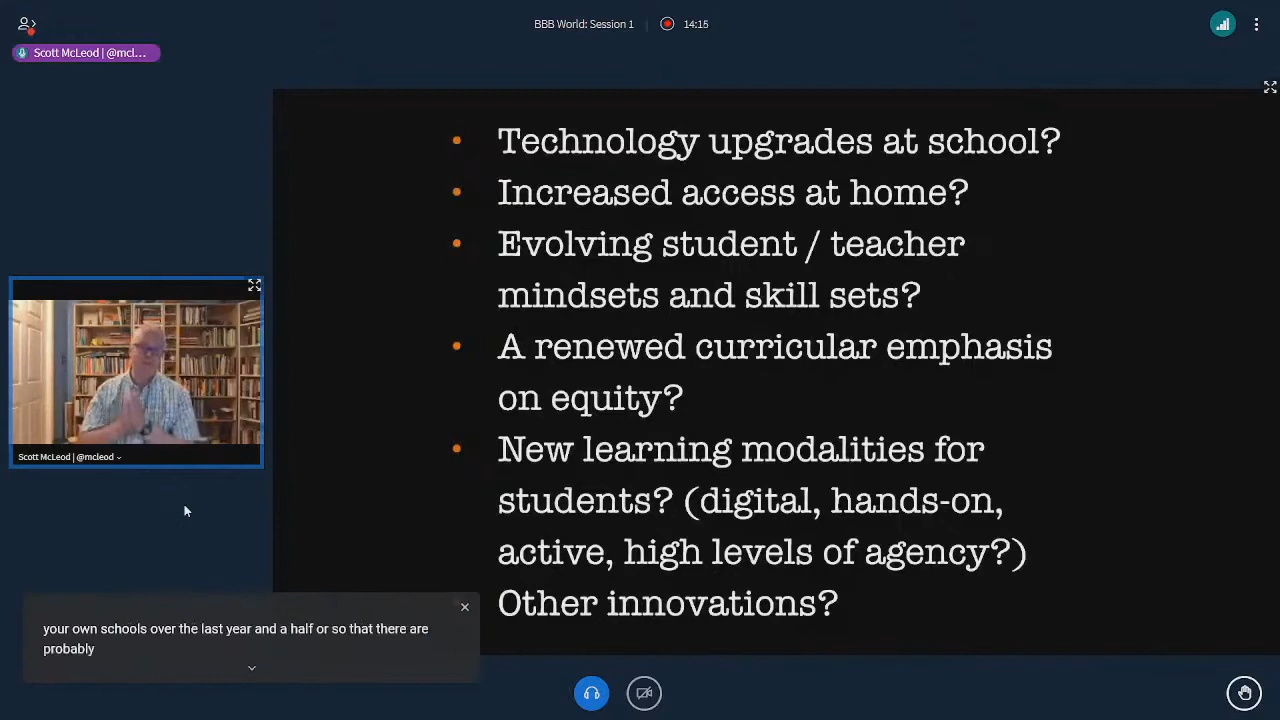 BBB World: Session 1
14:15
Scott McLeod | @mcl...
• Technology upgrades at school?
• Increased access at home?
• Evolving student / teacher
mindsets and skill sets?
• A renewed curricular emphasis
on equity?
• New learning modalities for
students? (digital, hands-on,
active, high levels of agency?)
Other innovations?
Scott McLeod | @mcleod
your own schools over the last year and a half or so that there are
probably